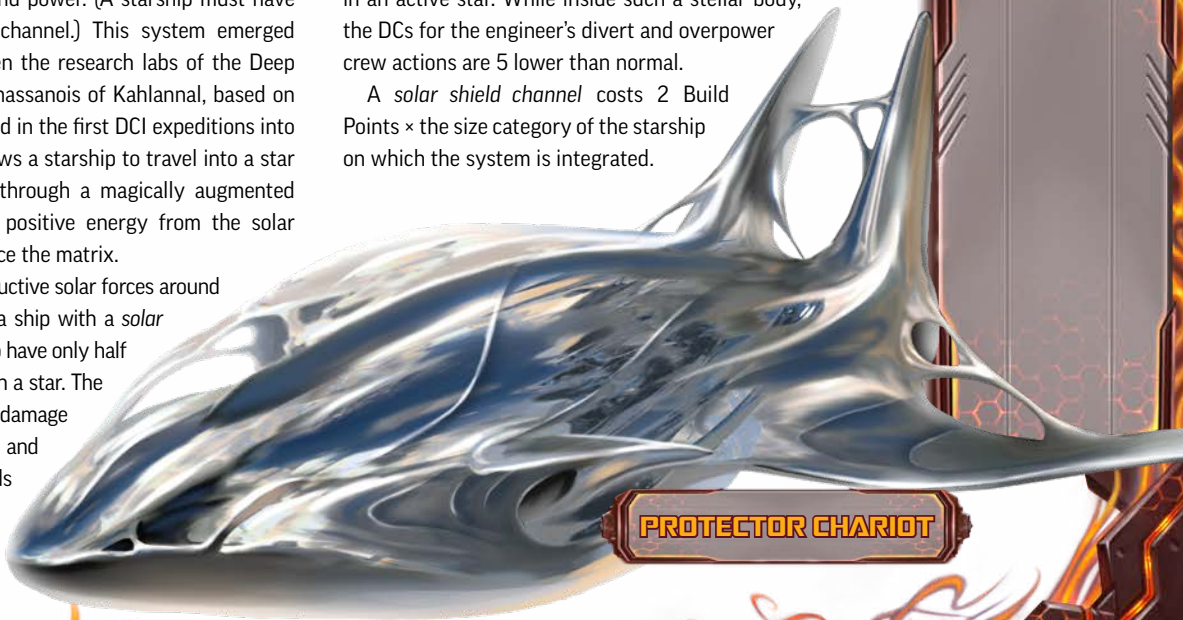 nd power. (A starship must have
channel.) This system emerged
en the research labs of the Deep
nassanois of Kahlannal, based on
d in the first DCI expeditions into
ws a starship to travel into a star
through a magically augmented
positive energy from the solar
ce the matrix.
uctive solar forces around
a ship with a solar
have only half
n a star. The
damage
and
ls
in an active star. While inside such a stellar body,
the DCs for the engineer's divert and overpower
crew actions are 5 lower than normal.
A solar shield channel costs 2 Build
Points × the size category of the starship
on which the system is integrated.
PROTECTOR CHARIOT